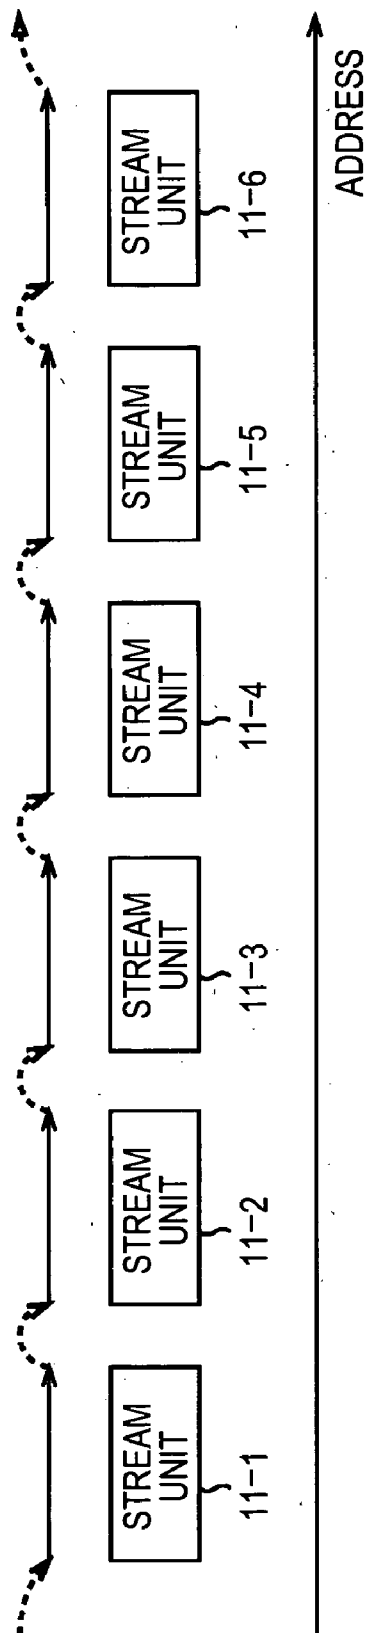 STREAM
UNIT
11-1
STREAM
UNIT
11-2
STREAM
UNIT
11-3
STREAM
UNIT
11-4
STREAM
UNIT
11-5
STREAM
UNIT
11-6
ADDRESS